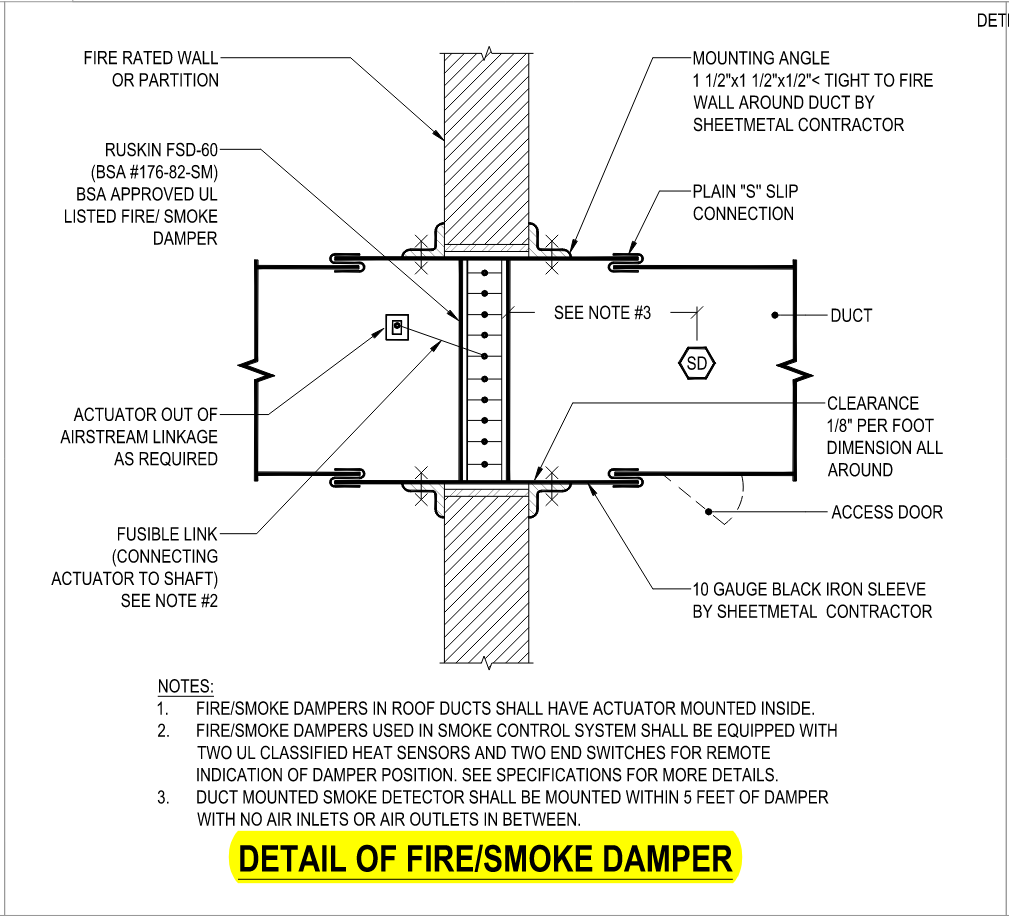 DET
FIRE RATED WALL
OR PARTITION
MOUNTING ANGLE
1 1/2"x1 1/2"x1/2"< TIGHT TO FIRE
WALL AROUND DUCT BY
SHEETMETAL CONTRACTOR
RUSKIN FSD-60
(BSA #176-82-SM)
BSA APPROVED UL
LISTED FIRE/ SMOKE
DAMPER
PLAIN "S" SLIP
CONNECTION
SEE NOTE #3
DUCT
SD
ACTUATOR OUT OF
AIRSTREAM LINKAGE
AS REQUIRED
CLEARANCE
1/8" PER FOOT
DIMENSION ALL
AROUND
ACCESS DOOR
FUSIBLE LINK
(CONNECTING
ACTUATOR TO SHAFT)
SEE NOTE #2
10 GAUGE BLACK IRON SLEEVE
BY SHEETMETAL CONTRACTOR
NOTES:
1. FIRE/SMOKE DAMPERS IN ROOF DUCTS SHALL HAVE ACTUATOR MOUNTED INSIDE.
2. FIRE/SMOKE DAMPERS USED IN SMOKE CONTROL SYSTEM SHALL BE EQUIPPED WITH
TWO UL CLASSIFIED HEAT SENSORS AND TWO END SWITCHES FOR REMOTE
INDICATION OF DAMPER POSITION. SEE SPECIFICATIONS FOR MORE DETAILS.
3. DUCT MOUNTED SMOKE DETECTOR SHALL BE MOUNTED WITHIN 5 FEET OF DAMPER
WITH NO AIR INLETS OR AIR OUTLETS IN BETWEEN.
DETAIL OF FIRE/SMOKE DAMPER